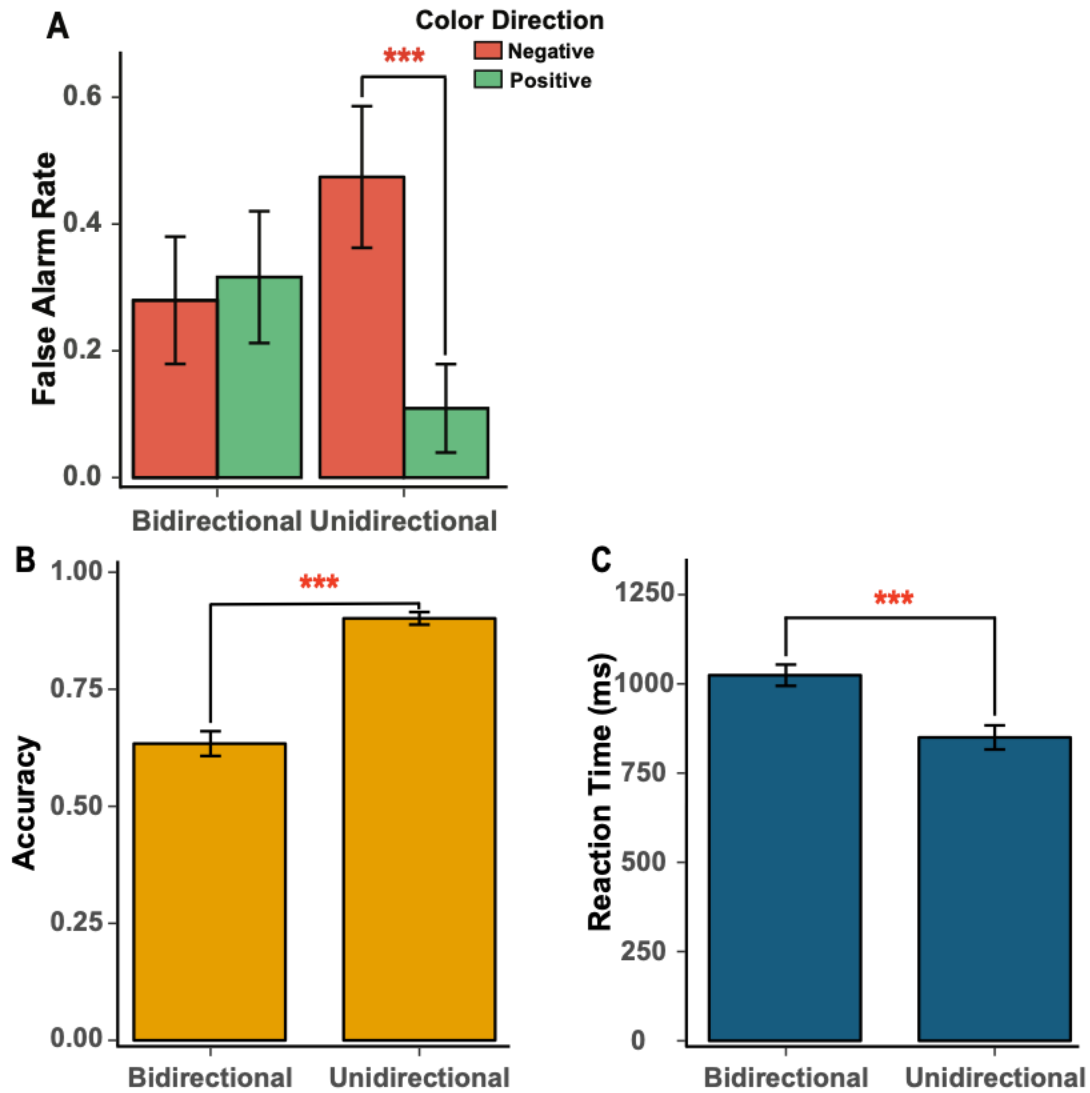 A
Color Direction
Negative
Positive
***
False Alarm Rate
0.6
0.4
0.2
0.0
Bidirectional Unidirectional
B
Accuracy
1.00
0.75
0.50
0.25
0.00
***
Bidirectional Unidirectional
C
Reaction Time (ms)
1250
1000
750
500
250
0
***
Bidirectional Unidirectional